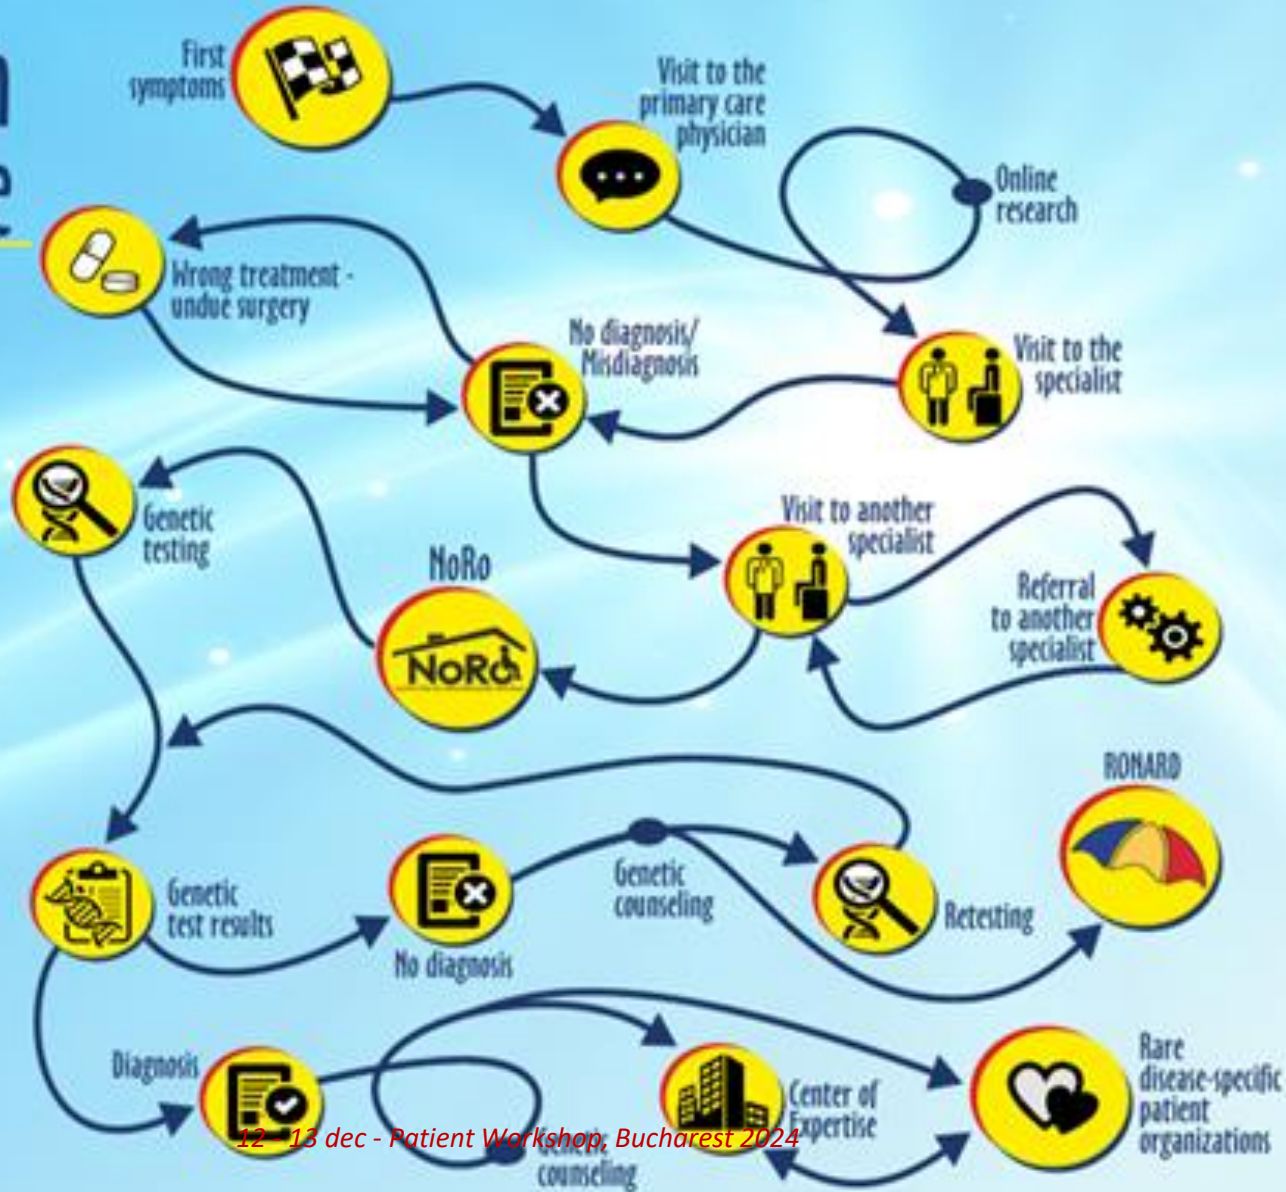 First
symptoms
Visit to the
primary care
physician
Online
research
Wrong treatment -
undue surgery
No diagnosis/
Misdiagnosis
Visit to the
specialist
Genetic
testing
NoRo
NoRo
Visit to another
specialist
Referral
to another
specialist
RONARD
Genetic
test results
No diagnosis
Genetic
counseling
Retesting
Diagnosis
Genetic
counseling
Center of
Expertise
Rare
disease-specific
patient
organizations
12 - 13 dec - Patient Workshop, Bucharest 2024